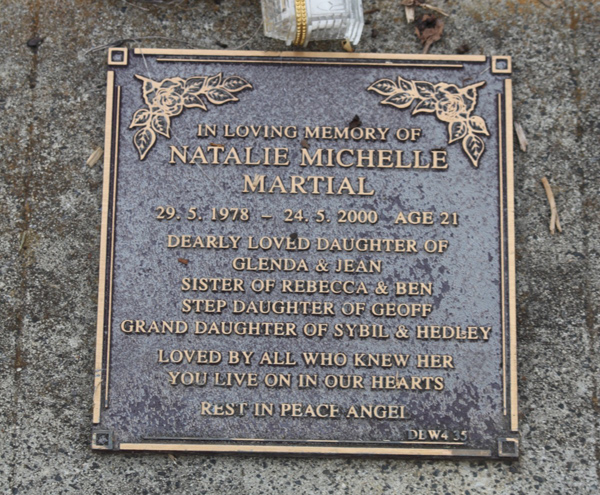 IN LOVING MEMORY OF
NATALIE MICHELLE
MARTIAL
29. 5. 1978 – 24. 5. 2000 AGE 21
DEARLY LOVED DAUGHTER OF
GLENDA & JEAN
SISTER OF REBECCA & BEN
STEP DAUGHTER OF GEOFF
GRAND DAUGHTER OF SYBIL & HEDLEY
LOVED BY ALL WHO KNEW HER
YOU LIVE ON IN OUR HEARTS
REST IN PEACE ANGEL